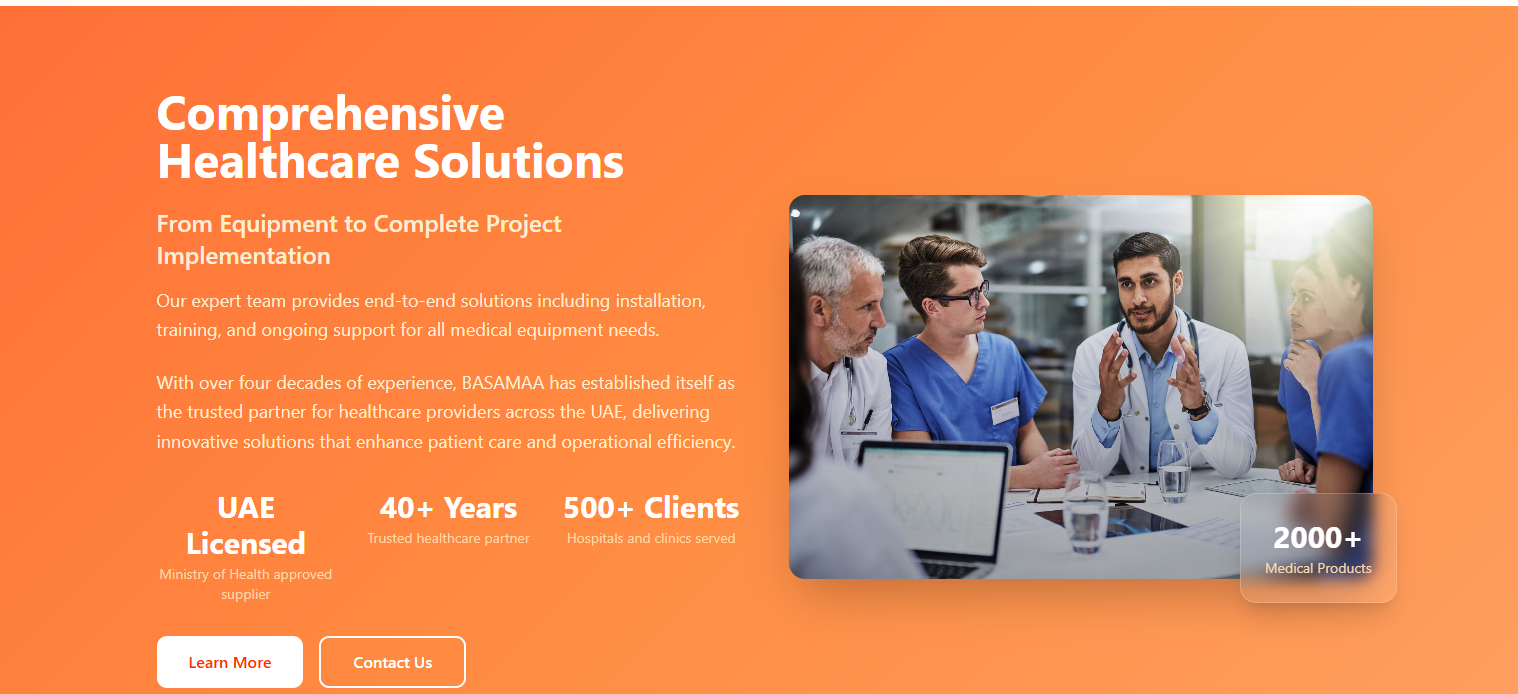 Comprehensive
Healthcare Solutions
From Equipment to Complete Project
Implementation
Our expert team provides end-to-end solutions including installation,
training, and ongoing support for all medical equipment needs.
With over four decades of experience, BASAMAA has established itself as
the trusted partner for healthcare providers across the UAE, delivering
innovative solutions that enhance patient care and operational efficiency.
UAE
Licensed
Ministry of Health approved
supplier
40+ Years
Trusted healthcare partner
500+ Clients
Hospitals and clinics served
2000+
Medical Products
Learn More
Contact Us